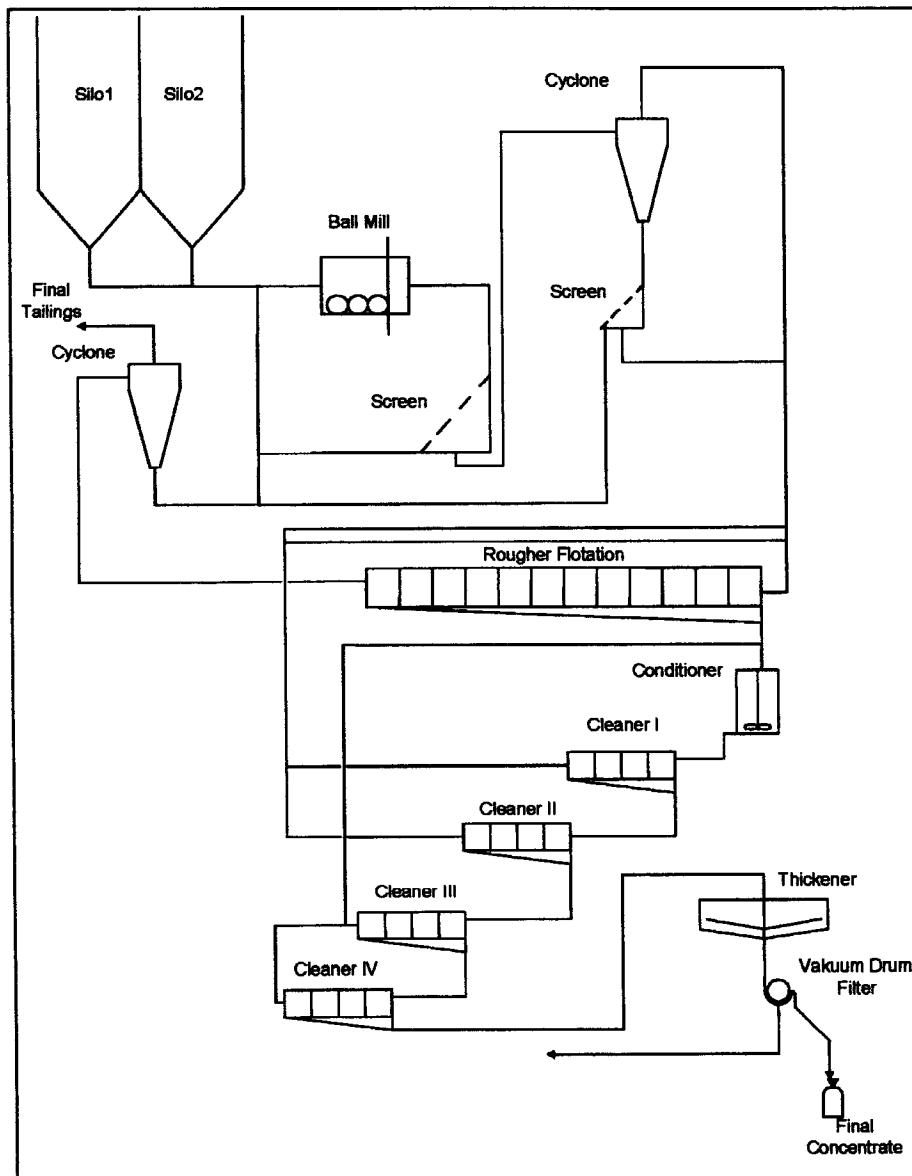 Silo1
Silo2
Cyclone
Ball Mill
Final
Tailings
Cyclone
Screen
Screen
Rougher Flotation
Conditioner
Cleaner I
Cleaner II
Cleaner III
Thickener
Cleaner IV
Vakuum Drum
Filter
Final
Concentrate